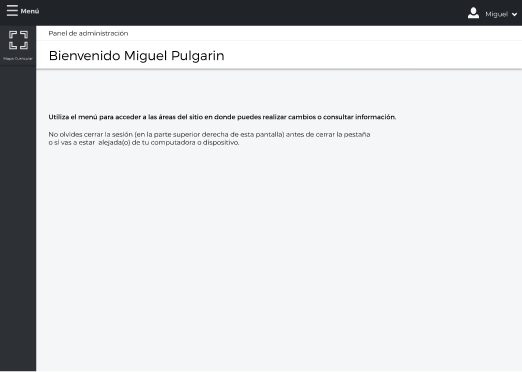 Menú
Miguel
Panel de administración
Bienvenido Miguel Pulgarin
Utiliza el menú para acceder a las áreas del sitio en donde puedes realizar cambios o consultar información.
No olvides cerrar la sesión (en la parte superior derecha de esta pantalla) antes de cerrar la pestaña
o si vas a estar alejada(o) de tu computadora o dispositivo.